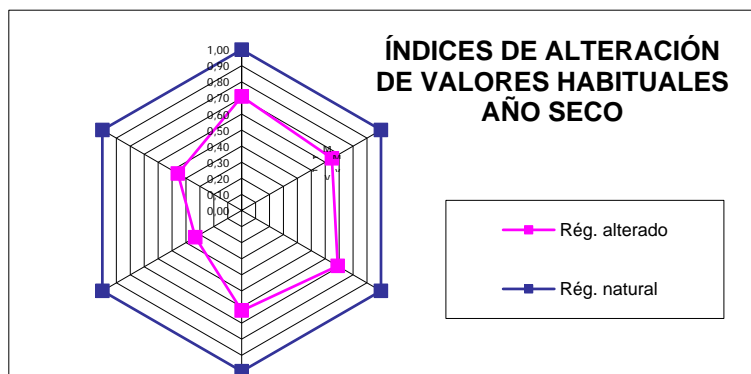 ÍNDICES DE ALTERACIÓN
DE VALORES HABITUALES
AÑO SECO
1,00
0,90
0,80
0,70
0,60
0,50
0,40
0,30
0,20
0,10
0,00
Rég. alterado
Rég. natural